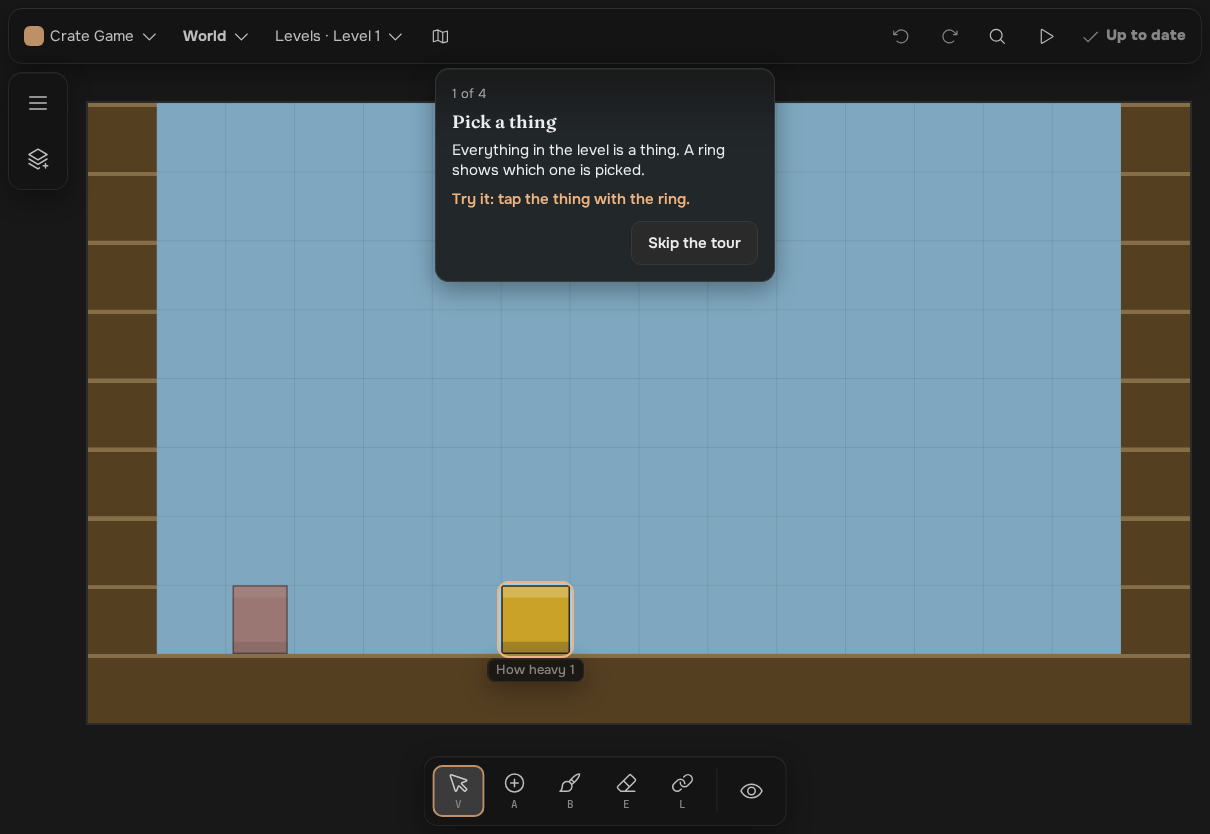 Crate Game
World
Levels · Level 1
Up to date
1 of 4
Pick a thing
Everything in the level is a thing. A ring
shows which one is picked.
Try it: tap the thing with the ring.
Skip the tour
How heavy 1
V
A
B
E
L